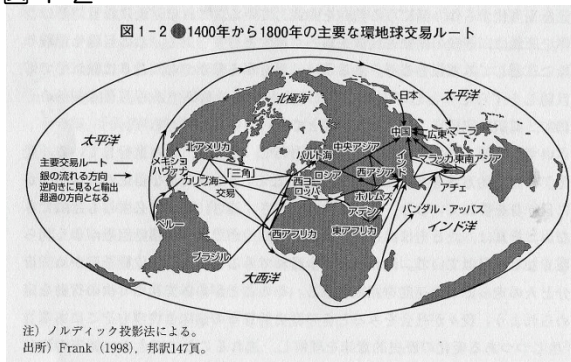 図1-2
図1-2 1400年から1800年の主要な環地球交易ルート
日本
太平洋
北極海
太平洋
中国
広東
マニラ
北アメリカ
バルト海
中央アジア
主要交易ルート
銀の流れる方向
逆向きに見ると輸出
超過の方向となる
メキシコ
ハヴァナ
カリブ海
「三角」
交易
西ヨーロッパ
ロシア
西アジア
インド
マラッカ
東南アジア
ホルムズ
アデン
アチェ
ペルー
西アフリカ
東アフリカ
バンダル・アッバス
インド洋
ブラジル
大西洋
注）ノルディック投影法による。
出所）Frank（1998），邦訳147頁。